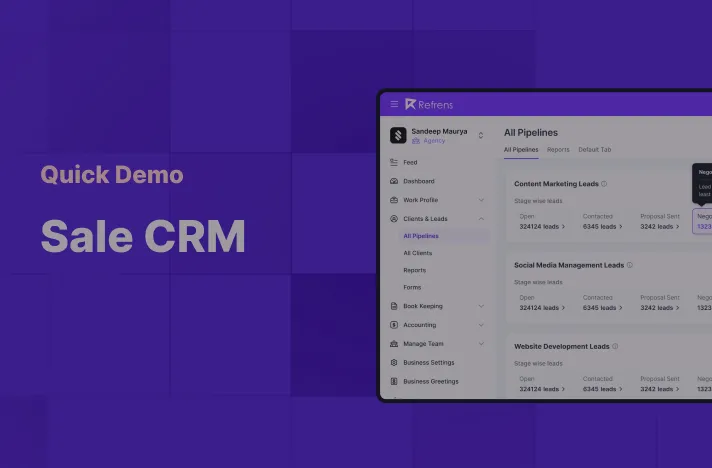 Quick Demo
Sale CRM
Refrens
Sandeep Maurya
Agency
Feed
Dashboard
Work Profile
Clients & Leads
All Pipelines
All Clients
Reports
Forms
Book Keeping
Accounting
Manage Team
Business Settings
Business Greetings
All Pipelines
All Pipelines Reports Default Tab
Content Marketing Leads
Stage wise leads
Open Contacted Proposal Sent Nego
324124 leads > 6345 leads > 3242 leads > 1323
Nego
Lead
least
Social Media Management Leads
Stage wise leads
Open Contacted Proposal Sent Nego
324124 leads > 6345 leads > 3242 leads > 1323
Website Development Leads
Stage wise leads
Open Contacted Proposal Sent Nego
324124 leads > 6345 leads > 3242 leads > 1323